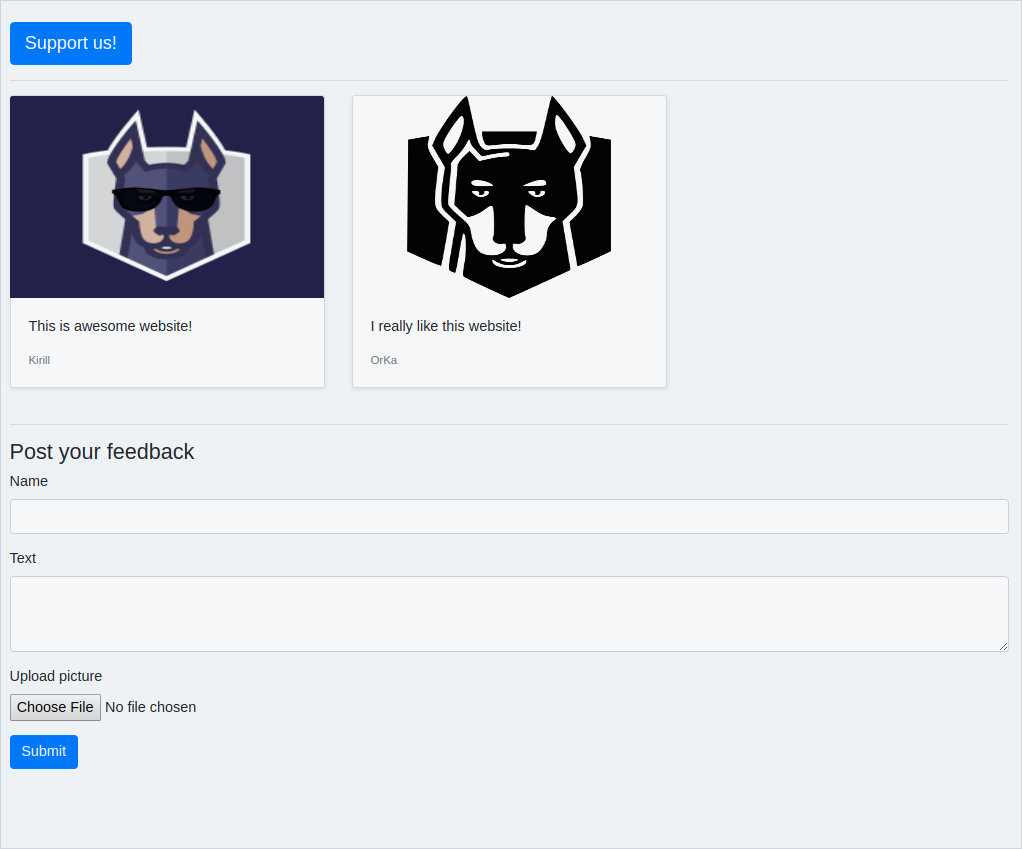 Support us!
This is awesome website!
Kirill
I really like this website!
OrKa
Post your feedback
Name
Text
Upload picture
Choose File No file chosen
Submit